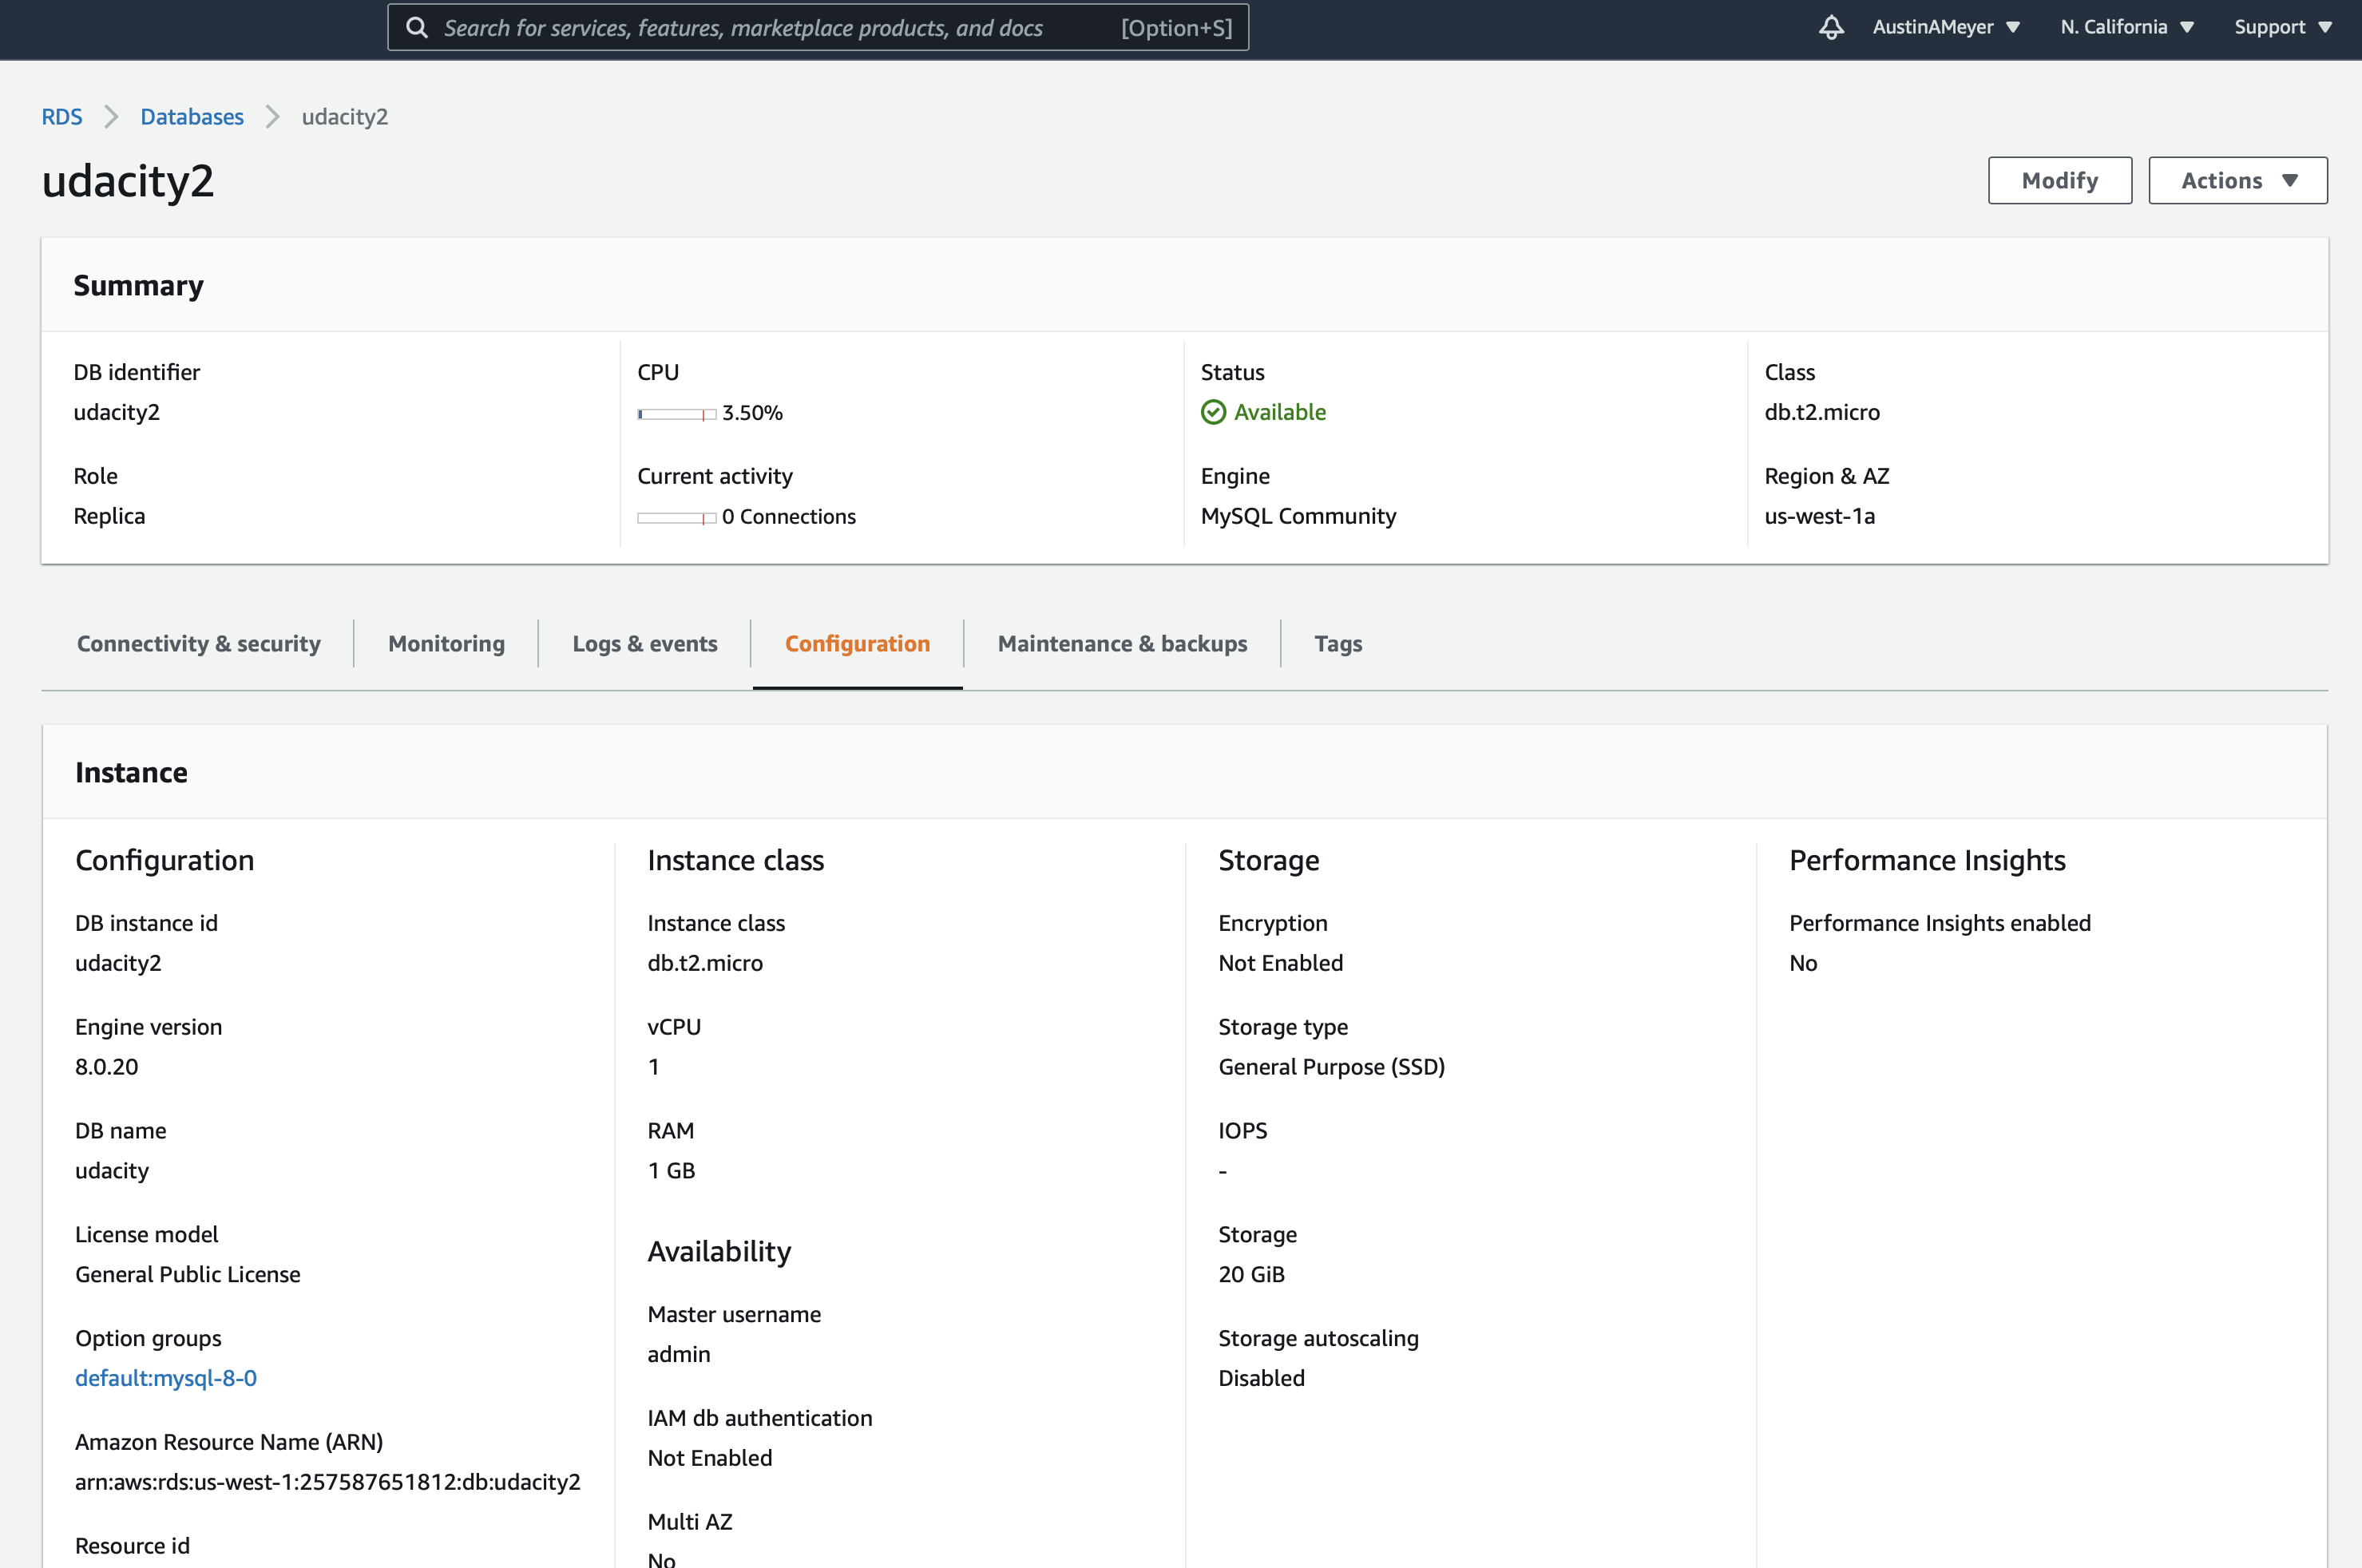 Search for services, features, marketplace products, and docs [Option+S] AustinAMeyer N. California Support
RDS Databases udacity2
udacity2
Modify Actions
Summary
DB identifier
udacity2
Role
Replica
CPU
3.50%
Current activity
0 Connections
Status
Available
Engine
MySQL Community
Class
db.t2.micro
Region & AZ
us-west-1a
Connectivity & security Monitoring Logs & events Configuration Maintenance & backups Tags
Instance
Configuration
DB instance id
udacity2
Engine version
8.0.20
DB name
udacity
License model
General Public License
Option groups
default:mysql-8-0
Amazon Resource Name (ARN)
arn:aws:rds:us-west-1:257587651812:db:udacity2
Resource id
Instance class
Instance class
db.t2.micro
vCPU
1
RAM
1 GB
Availability
Master username
admin
IAM db authentication
Not Enabled
Multi AZ
No
Storage
Encryption
Not Enabled
Storage type
General Purpose (SSD)
IOPS
-
Storage
20 GiB
Storage autoscaling
Disabled
Performance Insights
Performance Insights enabled
No